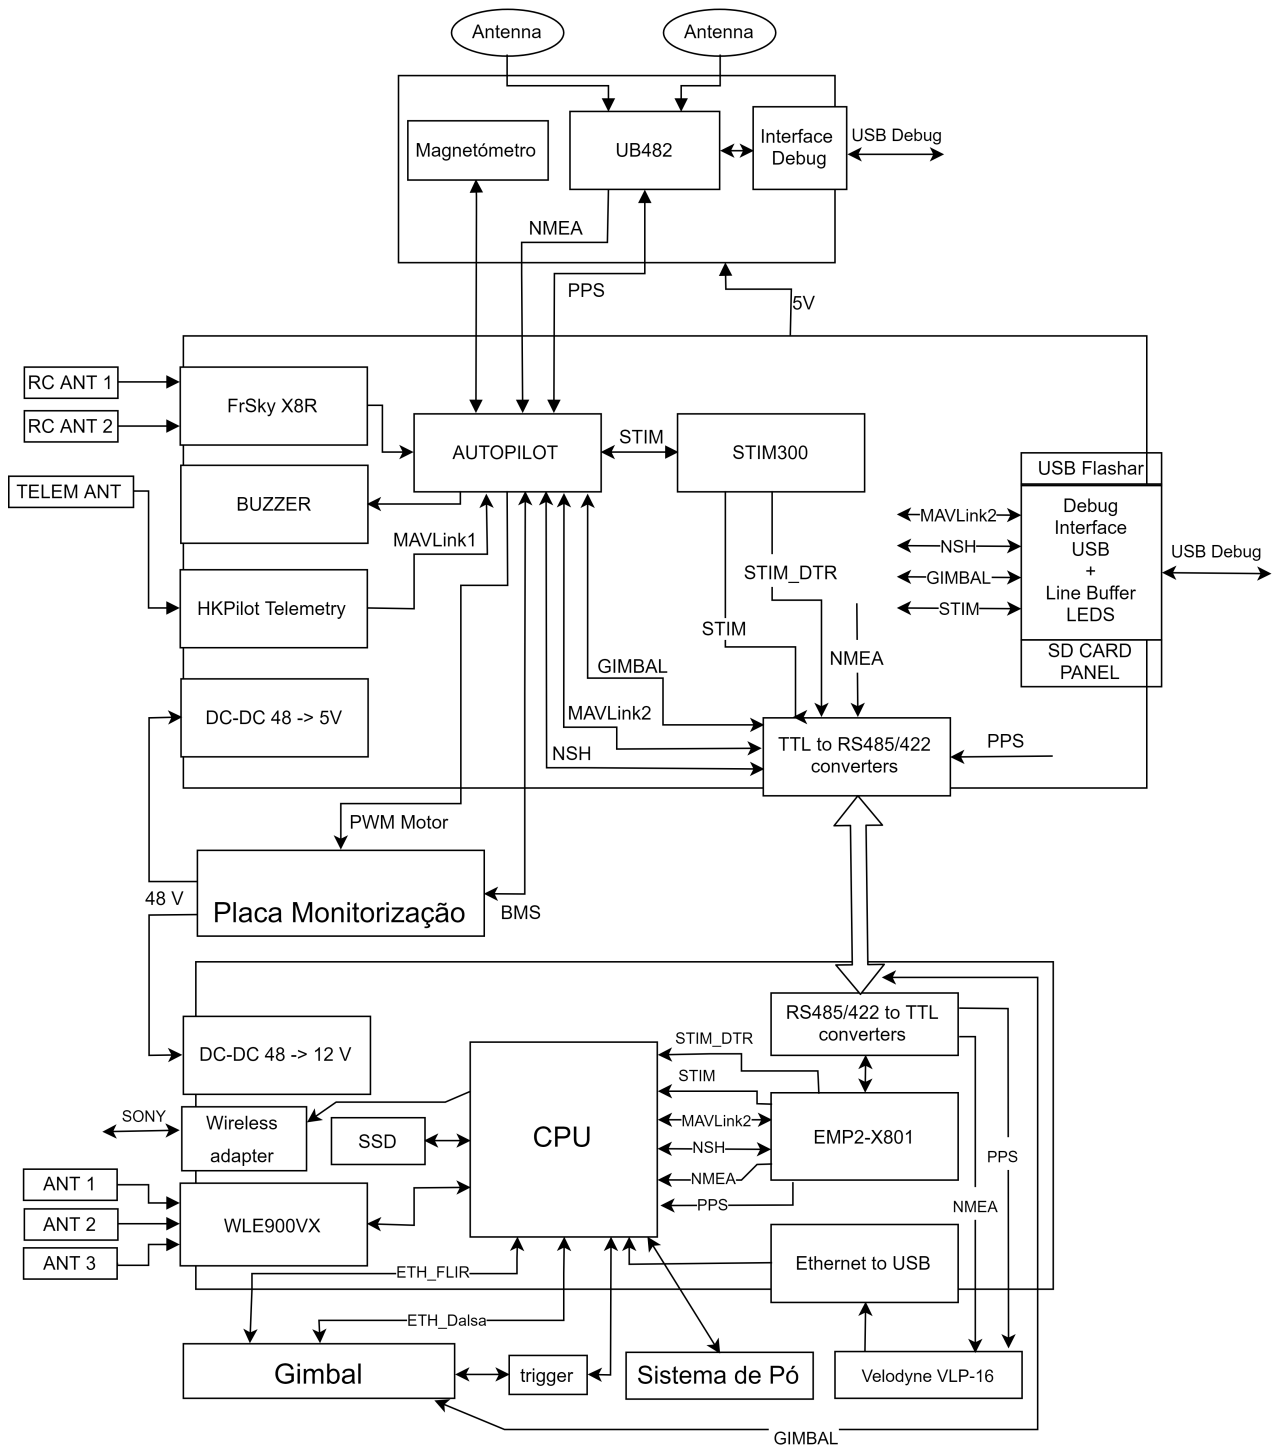 Antenna
Antenna
Magnetómetro
UB482
Interface
Debug
USB Debug
NMEA
PPS
5V
RC ANT 1
RC ANT 2
FrSky X8R
AUTOPILOT
STIM
STIM300
TELEM ANT
BUZZER
MAVLink1
HKPilot Telemetry
USB Flashar
Debug
Interface
USB
+
Line Buffer
LEDS
SD CARD
PANEL
MAVLink2
NSH
GIMBAL
STIM
USB Debug
STIM_DTR
STIM
NMEA
GIMBAL
MAVLink2
NSH
DC-DC 48 -> 5V
TTL to RS485/422
converters
PPS
PWM Motor
48 V
Placa Monitorização
BMS
RS485/422 to TTL
converters
DC-DC 48 -> 12 V
STIM_DTR
STIM
MAVLink2
NSH
NMEA
PPS
SONY
Wireless
adapter
SSD
CPU
EMP2-X801
PPS
NMEA
ANT 1
ANT 2
ANT 3
WLE900VX
Ethernet to USB
ETH_FLIR
ETH_Dalsa
Gimbal
trigger
Sistema de Pó
Velodyne VLP-16
GIMBAL